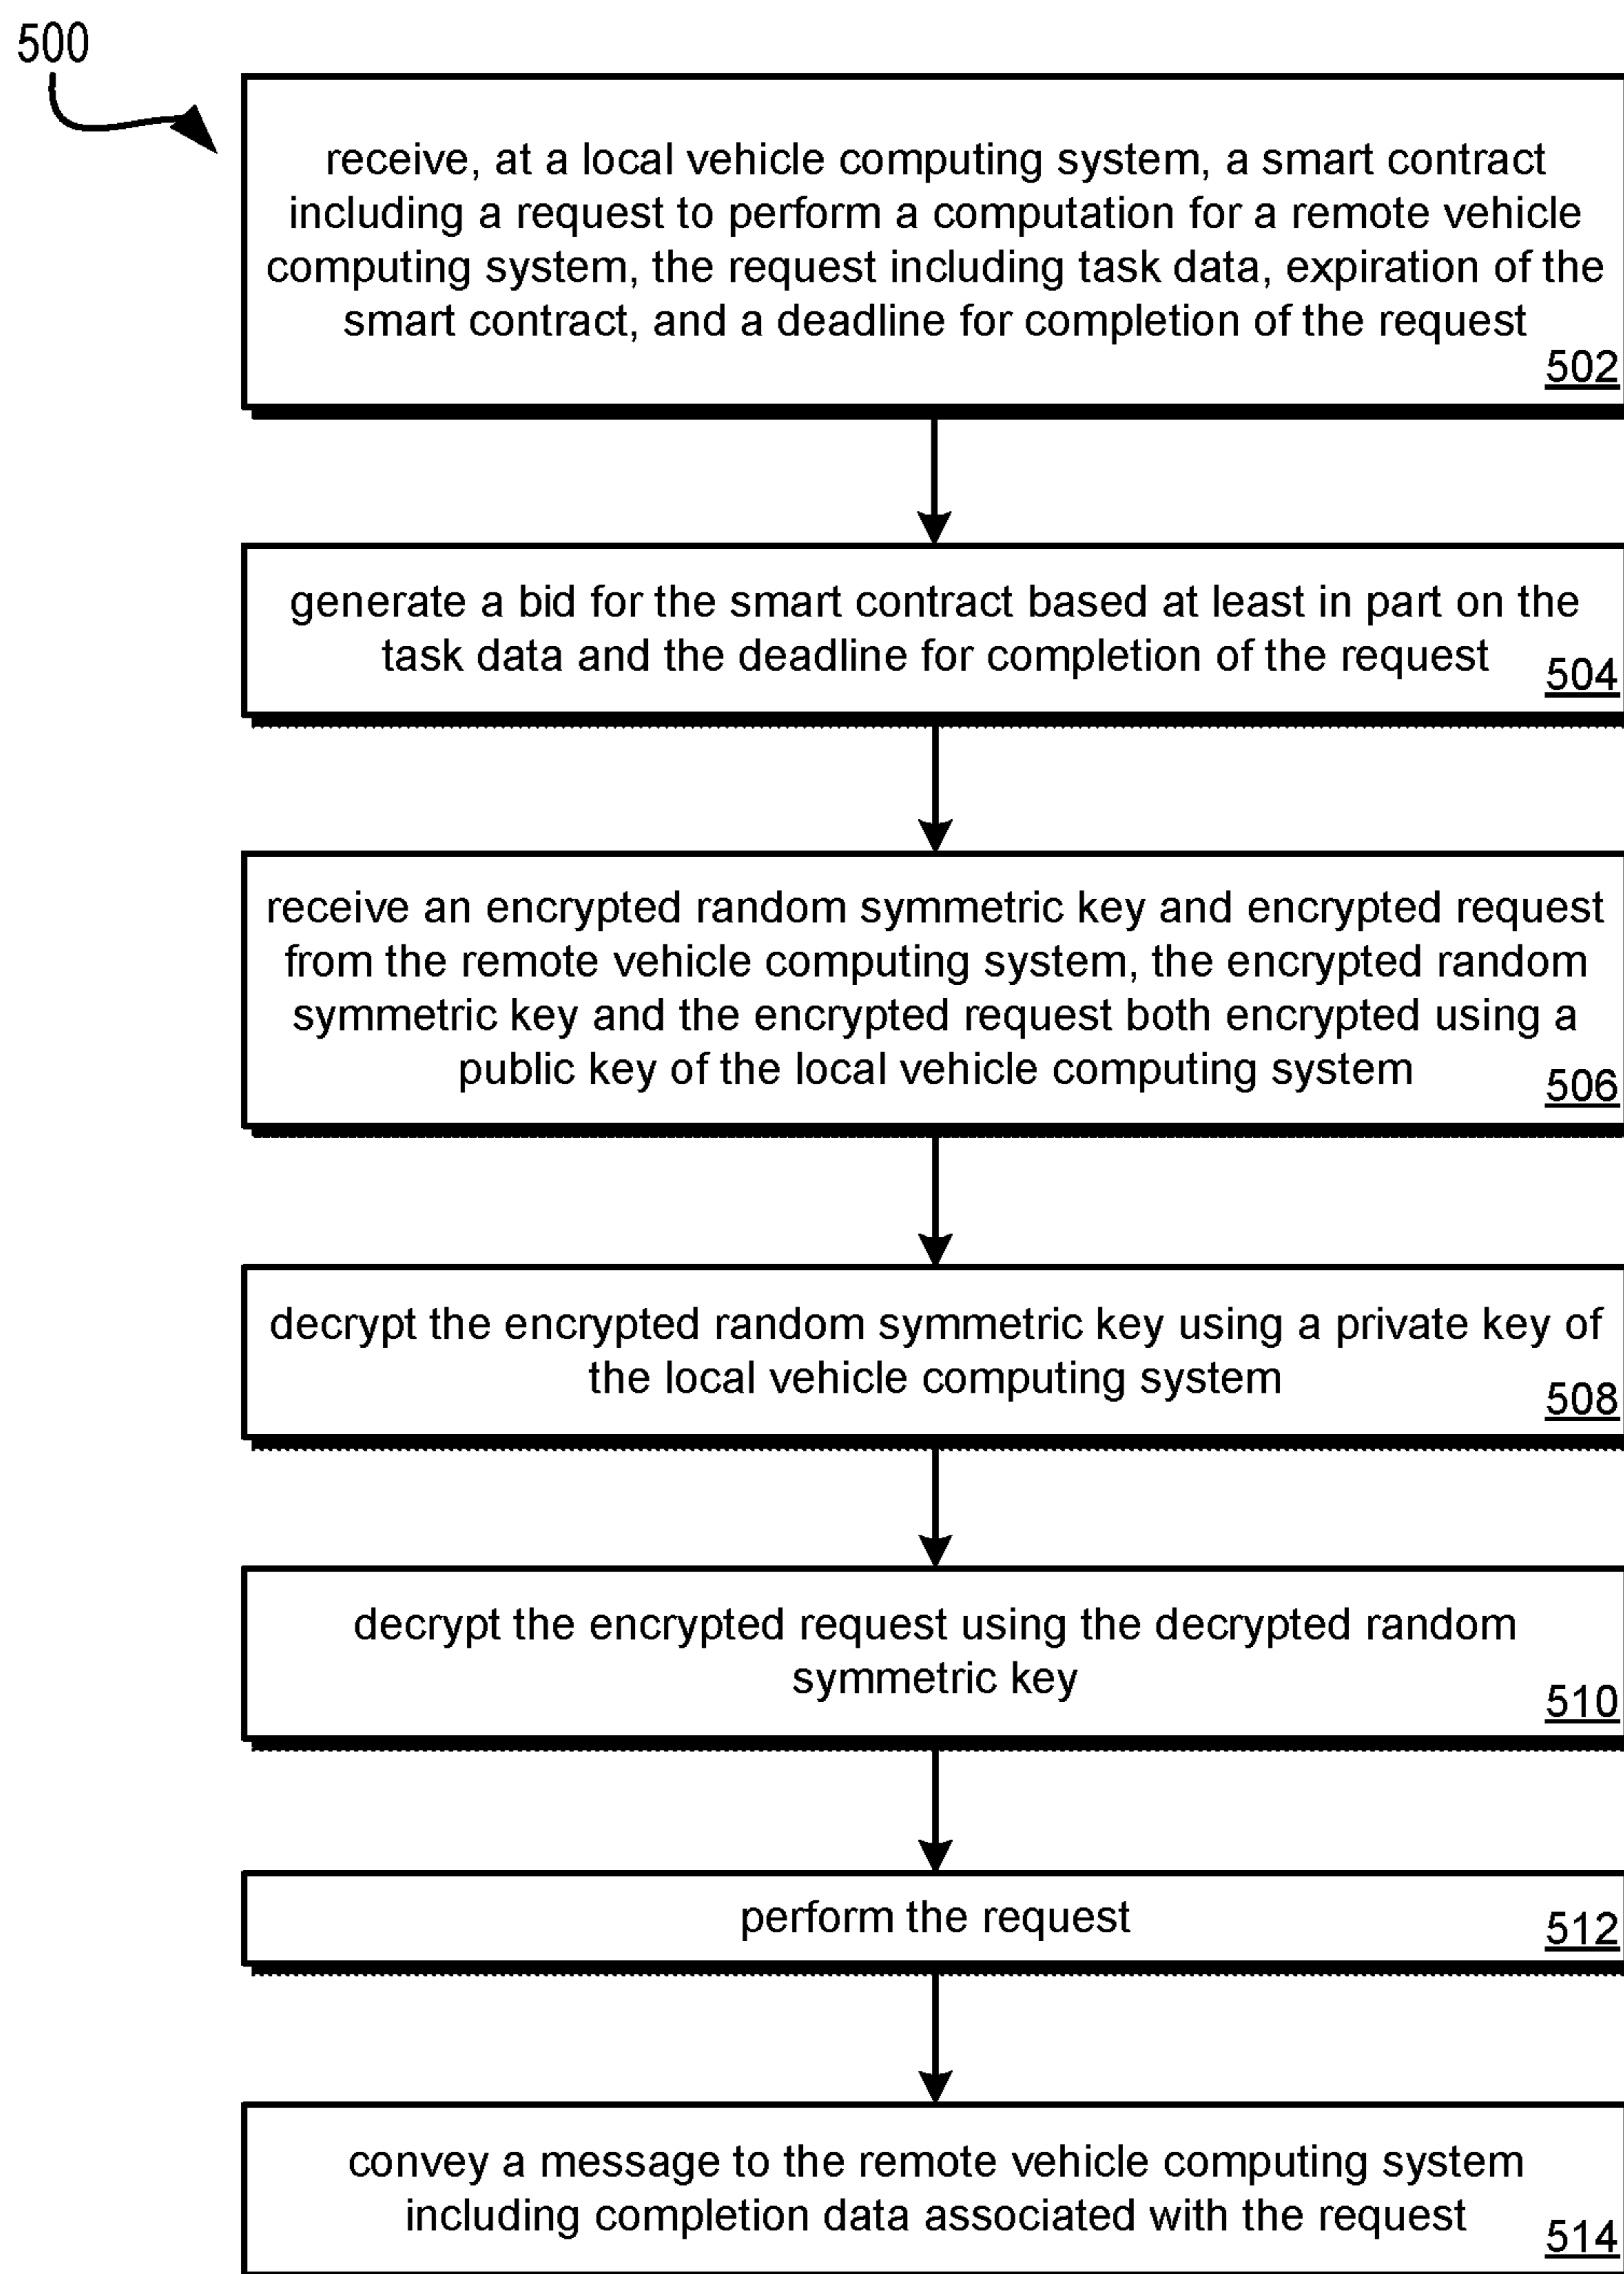 500
receive, at a local vehicle computing system, a smart contract
including a request to perform a computation for a remote vehicle
computing system, the request including task data, expiration of the
smart contract, and a deadline for completion of the request
502
generate a bid for the smart contract based at least in part on the
task data and the deadline for completion of the request
504
receive an encrypted random symmetric key and encrypted request
from the remote vehicle computing system, the encrypted random
symmetric key and the encrypted request both encrypted using a
public key of the local vehicle computing system
506
decrypt the encrypted random symmetric key using a private key of
the local vehicle computing system
508
decrypt the encrypted request using the decrypted random
symmetric key
510
perform the request
512
convey a message to the remote vehicle computing system
including completion data associated with the request
514